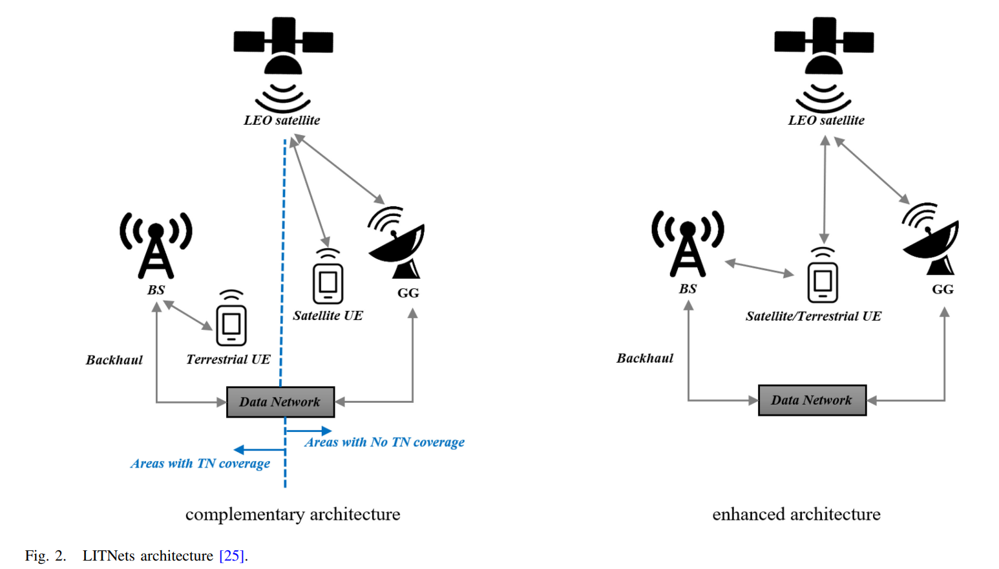 LEO satellite
BS
Satellite UE
GG
Backhaul
Terrestrial UE
Data Network
Areas with No TN coverage
Areas with TN coverage
complementary architecture
LEO satellite
BS
GG
Satellite/Terrestrial UE
Backhaul
Data Network
enhanced architecture
Fig. 2. LITNets architecture [25].